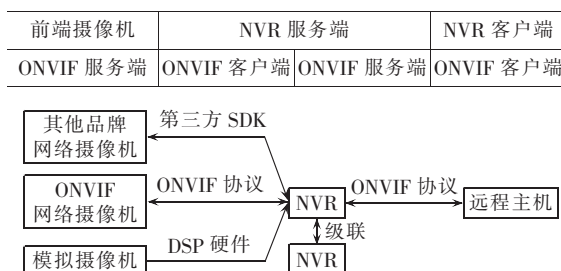 前端摄像机 NVR 服务端 NVR 客户端
ONVIF 服务端 ONVIF 客户端 ONVIF 服务端 ONVIF 客户端
其他品牌
网络摄像机
第三方 SDK
ONVIF
网络摄像机
ONVIF 协议
NVR
ONVIF 协议
远程主机
级联
模拟摄像机
DSP 硬件
NVR